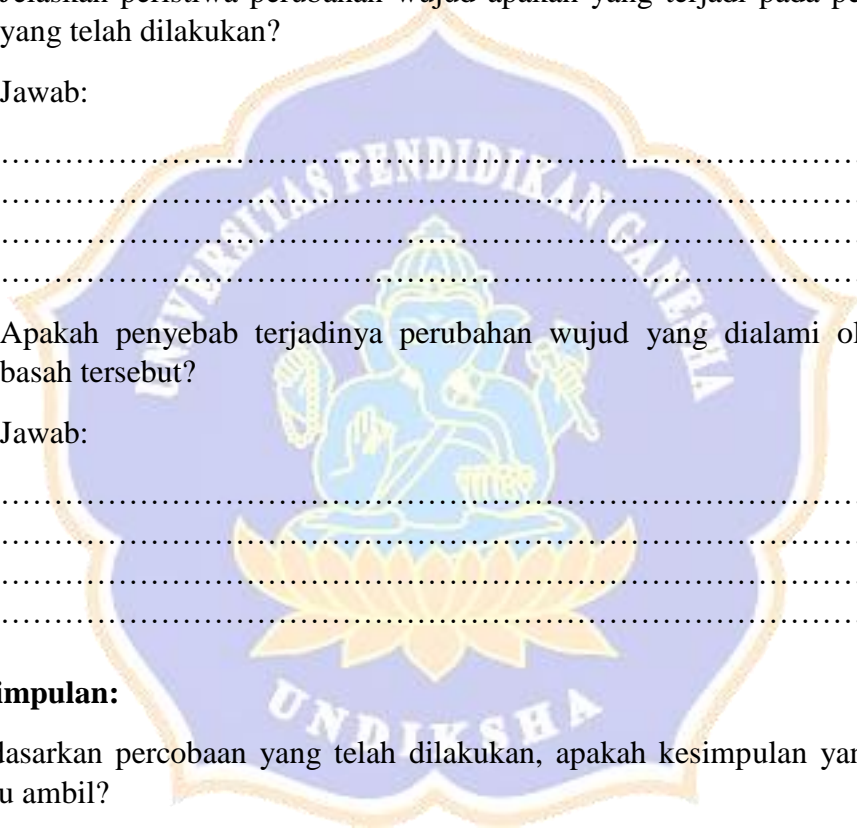 Jelaskan peristiwa perubahan wujud apakah yang terjadi pada pe
yang telah dilakukan?
Jawab:
……………………………………………………………………………
……………………………………………………………………………
……………………………………………………………………………
……………………………………………………………………………
Apakah penyebab terjadinya perubahan wujud yang dialami ol
basah tersebut?
Jawab:
……………………………………………………………………………
……………………………………………………………………………
……………………………………………………………………………
……………………………………………………………………………
impulan:
dasarkan percobaan yang telah dilakukan, apakah kesimpulan yan
u ambil?
UNIVERSITAS PENDIDIKAN GANESHA
UNDIKSHA